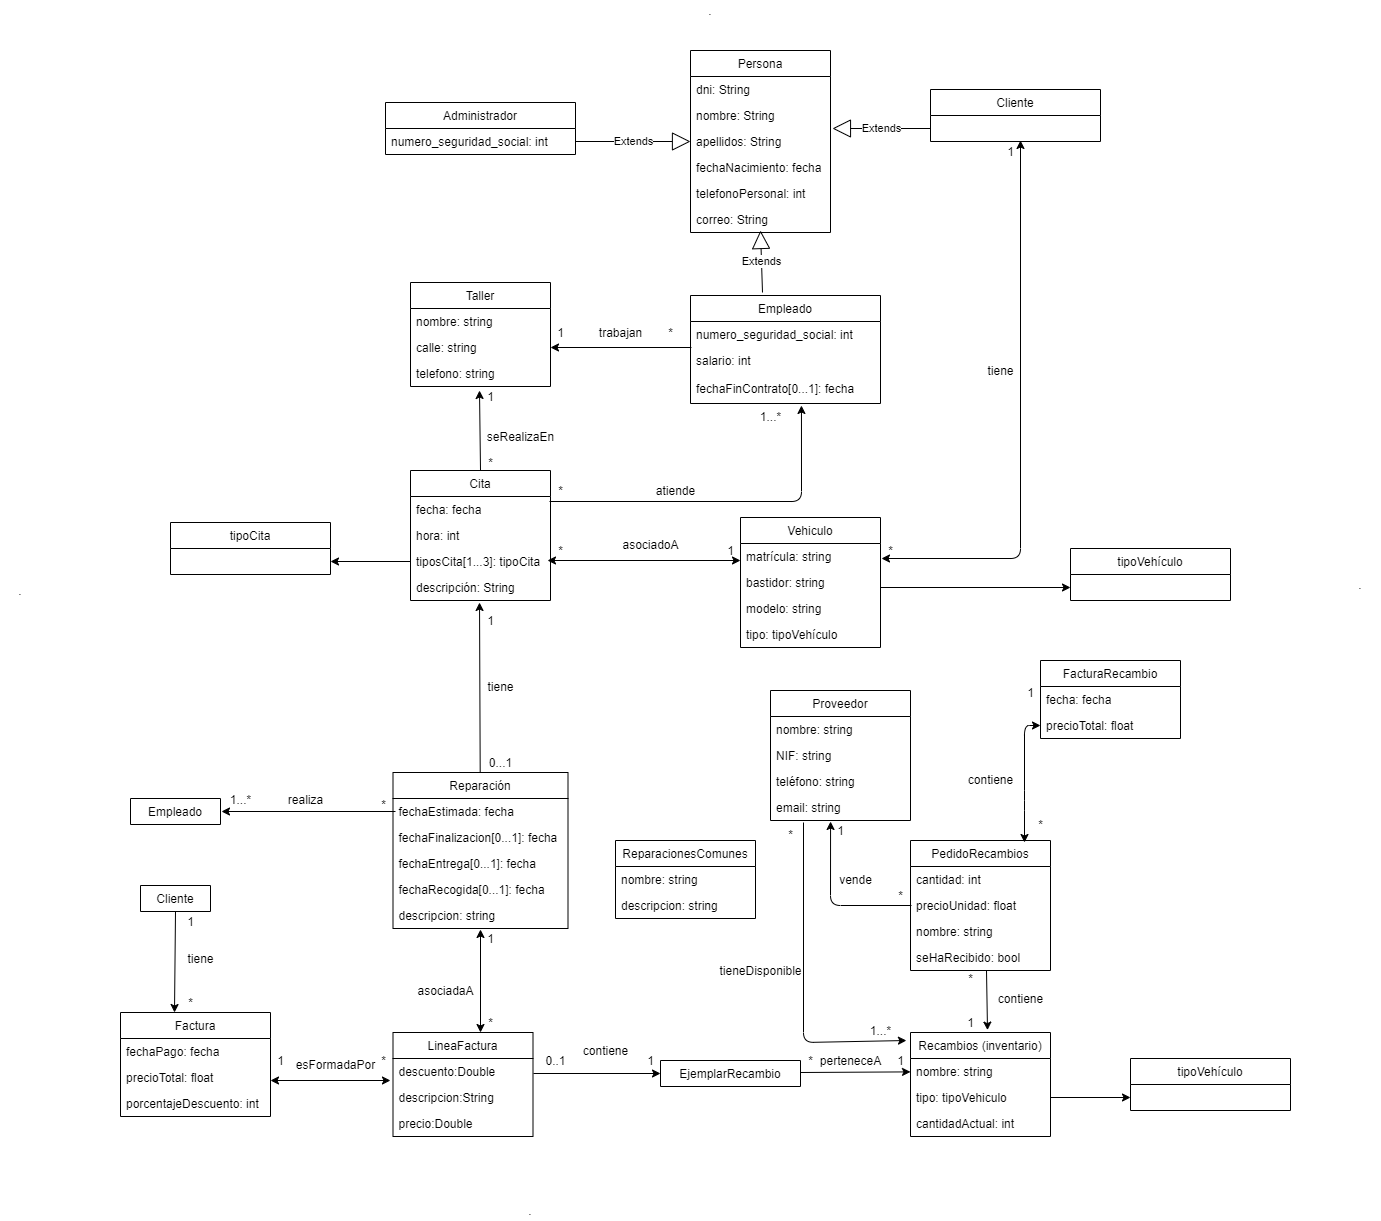 Persona
dni: String
nombre: String
apellidos: String
fechaNacimiento: fecha
telefonoPersonal: int
correo: String
Administrador
numero_seguridad_social: int
Extends
Cliente
Extends
1
Extends
Taller
nombre: string
calle: string
telefono: string
1
trabajan
*
Empleado
numero_seguridad_social: int
salario: int
fechaFinContrato[0...1]: fecha
tiene
1
seRealizaEn
*
1...*
Cita
fecha: fecha
hora: int
tiposCita[1...3]: tipoCita
descripción: String
*
atiende
tipoCita
*
asociadoA
1
Vehiculo
matrícula: string
bastidor: string
modelo: string
tipo: tipoVehículo
*
tipoVehículo
1
tiene
0...1
FacturaRecambio
fecha: fecha
precioTotal: float
1
contiene
*
Proveedor
nombre: string
NIF: string
teléfono: string
email: string
*
1
vende
*
Empleado
1...*
realiza
*
Reparación
fechaEstimada: fecha
fechaFinalizacion[0...1]: fecha
fechaEntrega[0...1]: fecha
fechaRecogida[0...1]: fecha
descripcion: string
ReparacionesComunes
nombre: string
descripcion: string
PedidoRecambios
cantidad: int
precioUnidad: float
nombre: string
seHaRecibido: bool
Cliente
1
tiene
*
1
asociadaA
*
tieneDisponible
1...*
*
contiene
1
Factura
fechaPago: fecha
precioTotal: float
porcentajeDescuento: int
1
esFormadaPor
*
LineaFactura
descuento:Double
descripcion:String
precio:Double
0..1
contiene
1
EjemplarRecambio
*
perteneceA
1
Recambios (inventario)
nombre: string
tipo: tipoVehiculo
cantidadActual: int
tipoVehículo